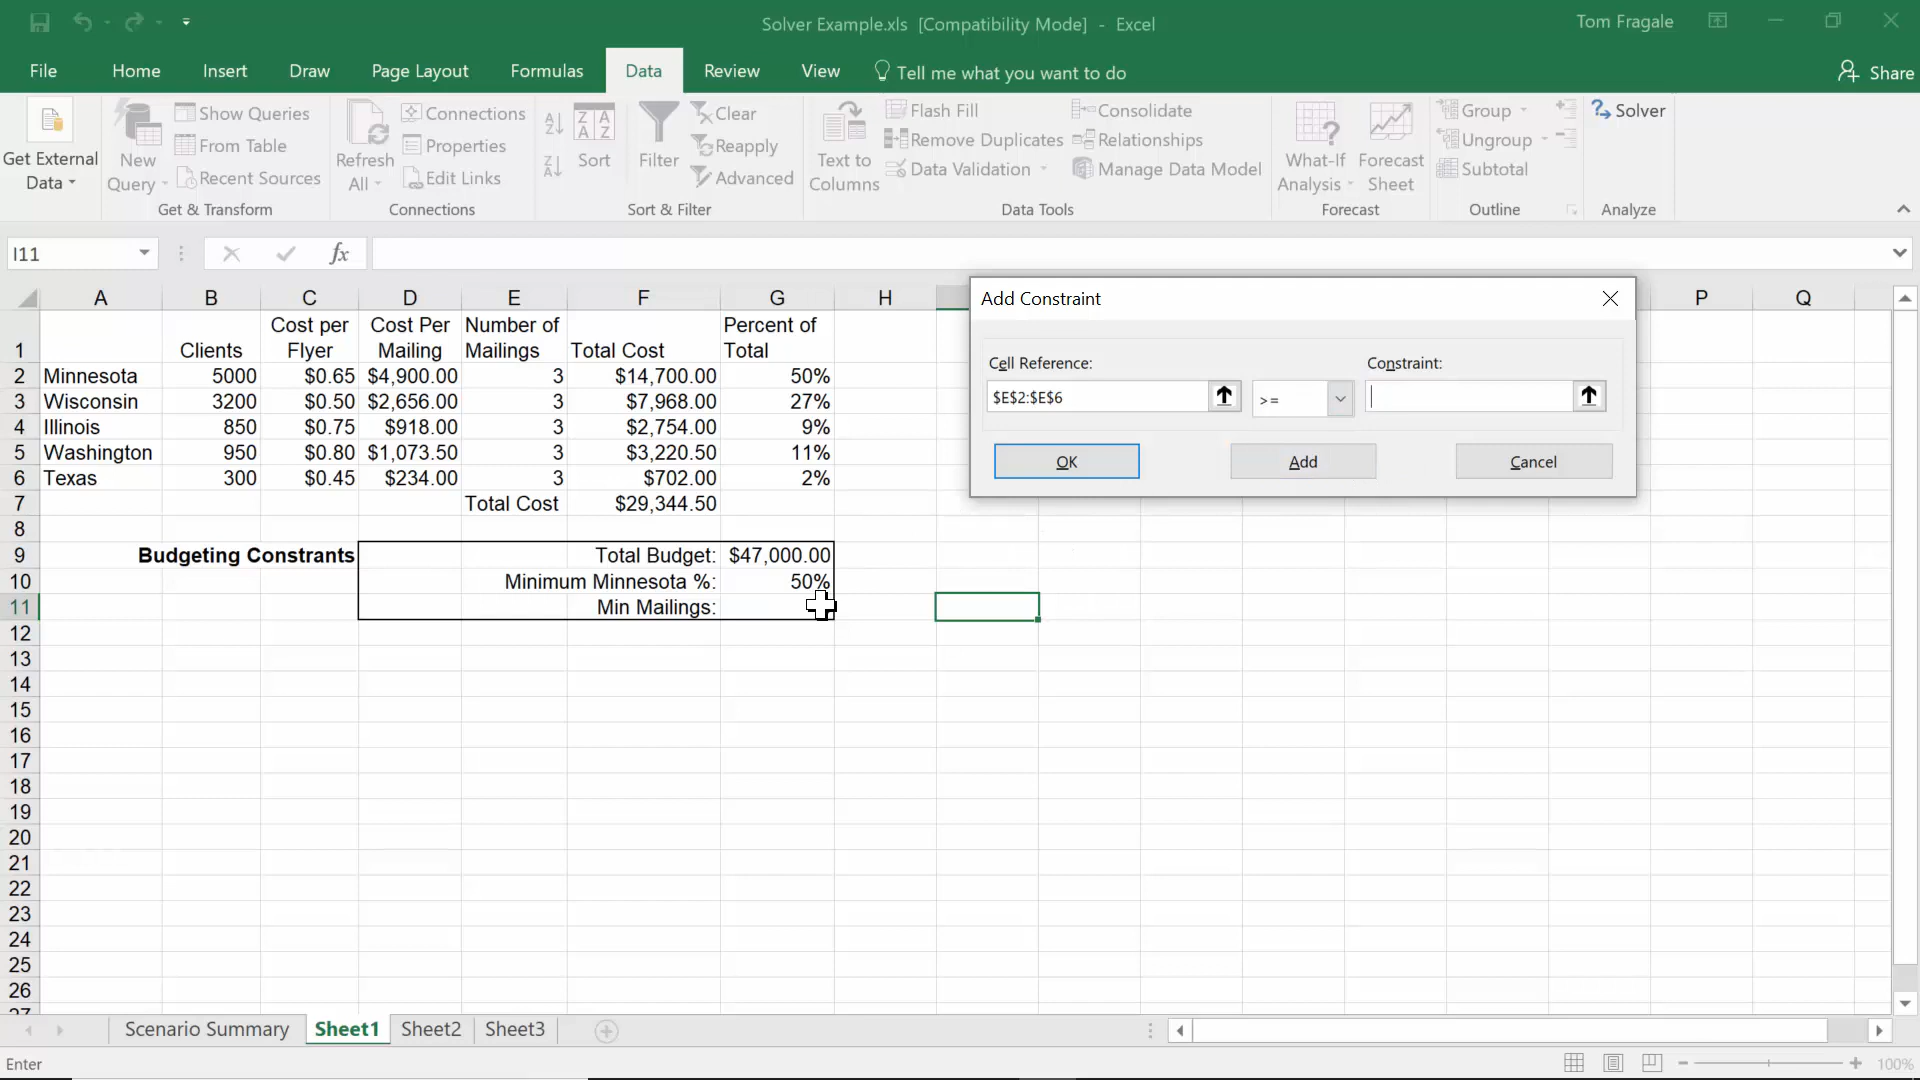 Solver Example.xls [Compatibility Mode] - Excel
Tom Fragale
File Home Insert Draw Page Layout Formulas Data Review View Tell me what you want to do Share
Get External Data
New Query
Show Queries
From Table
Recent Sources
Get & Transform
Refresh All
Connections
Properties
Edit Links
Connections
Sort
Filter
Clear
Reapply
Advanced
Sort & Filter
Text to Columns
Flash Fill
Remove Duplicates
Data Validation
Consolidate
Relationships
Manage Data Model
Data Tools
What-If Analysis
Forecast Sheet
Forecast
Group
Ungroup
Subtotal
Outline
Solver
Analyze
I11 fx
A B C D E F G H P Q
1 Clients Cost per Flyer Cost Per Mailing Number of Mailings Total Cost Percent of Total
2 Minnesota 5000 $0.65 $4,900.00 3 $14,700.00 50%
3 Wisconsin 3200 $0.50 $2,656.00 3 $7,968.00 27%
4 Illinois 850 $0.75 $918.00 3 $2,754.00 9%
5 Washington 950 $0.80 $1,073.50 3 $3,220.50 11%
6 Texas 300 $0.45 $234.00 3 $702.00 2%
7 Total Cost $29,344.50
8
9 Budgeting Constrants Total Budget: $47,000.00
10 Minimum Minnesota %: 50%
11 Min Mailings:
12
13
14
15
16
17
18
19
20
21
22
23
24
25
26
Add Constraint
Cell Reference: Constraint:
$E$2:$E$6 >=
OK Add Cancel
Scenario Summary Sheet1 Sheet2 Sheet3
Enter
100%